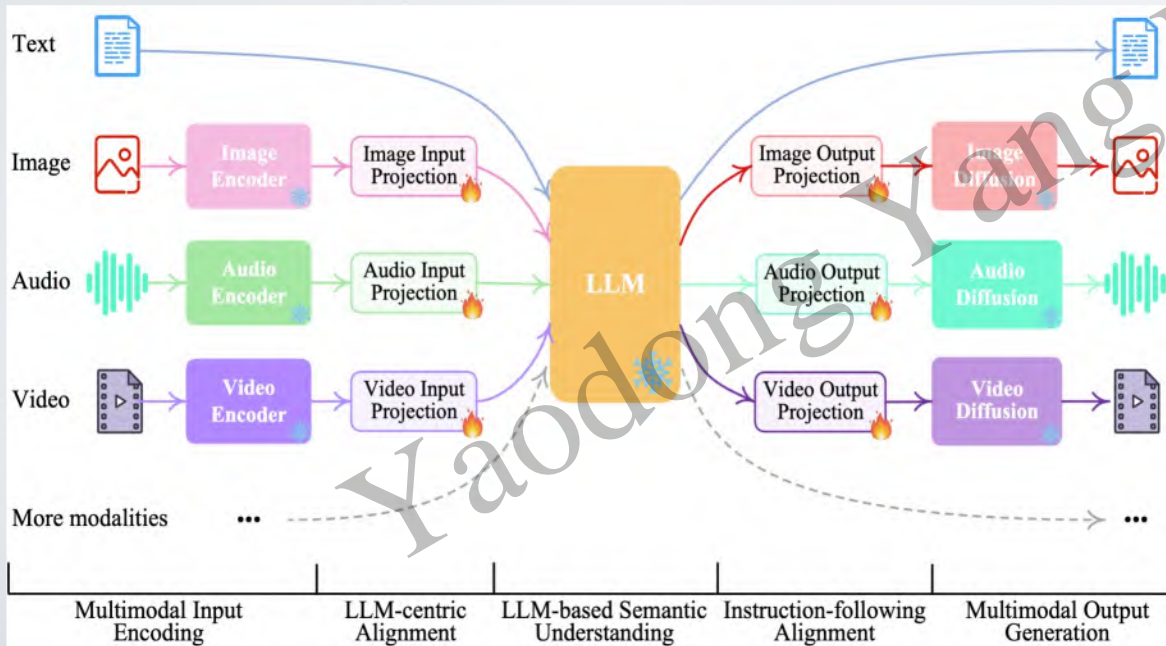 Text
Image
Image
Encoder
Image Input
Projection
Image Output
Projection
Image
Diffusion
Audio
Audio
Encoder
Audio Input
Projection
LLM
Audio Output
Projection
Audio
Diffusion
Video
Video
Encoder
Video Input
Projection
Video Output
Projection
Video
Diffusion
More modalities ••• •••
Multimodal Input
Encoding
LLM-centric
Alignment
LLM-based Semantic
Understanding
Instruction-following
Alignment
Multimodal Output
Generation
Yaodong Yang